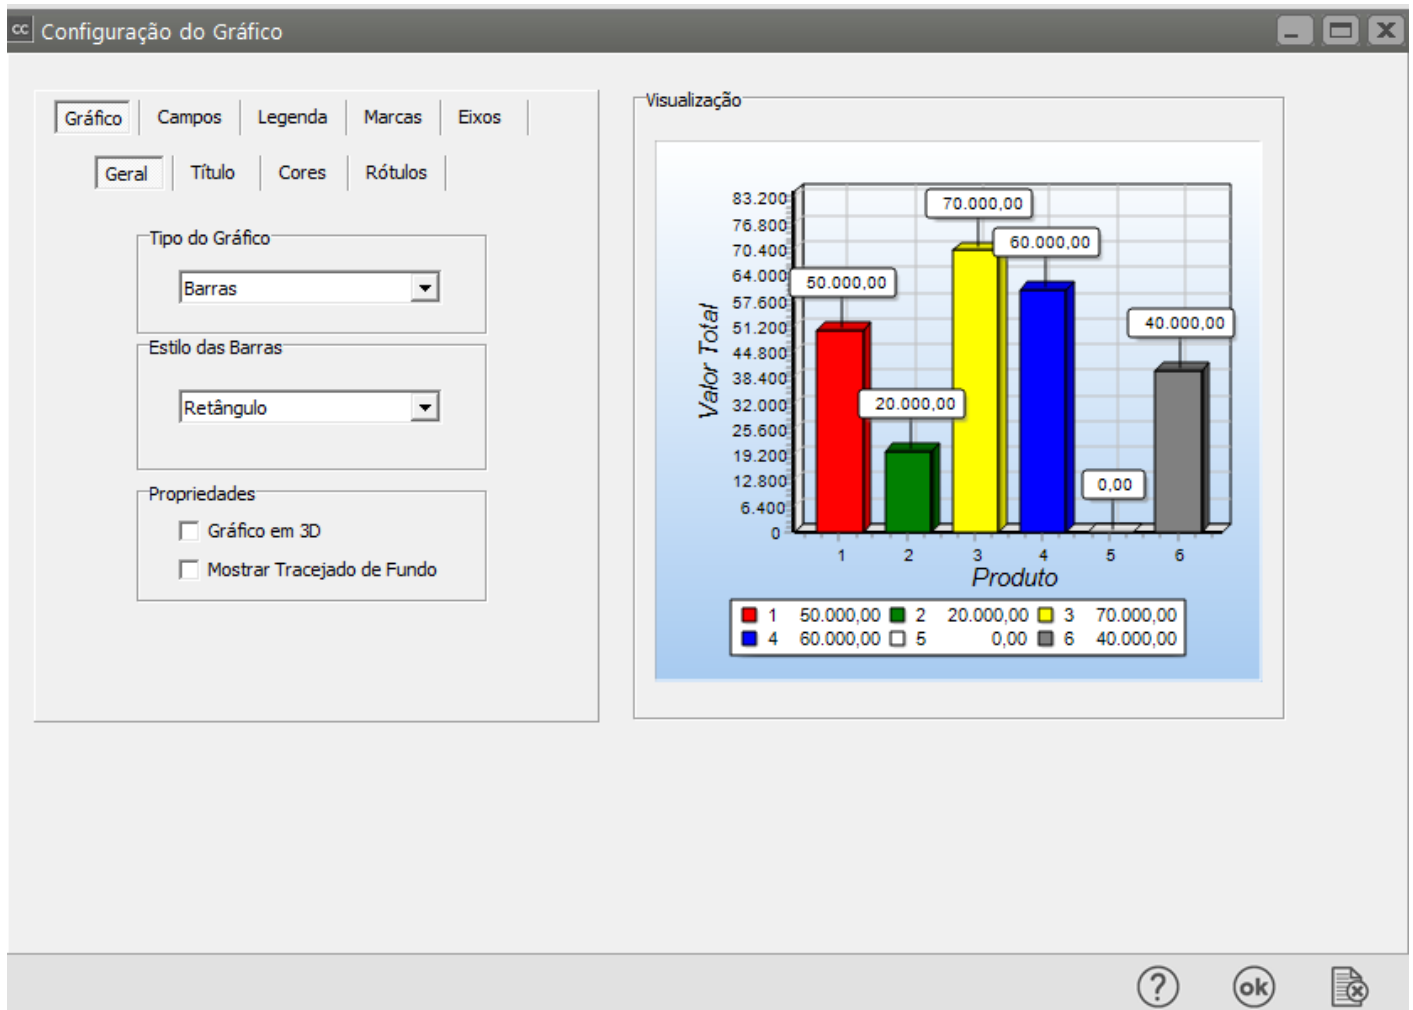 cc Configuração do Gráfico
Gráfico Campos Legenda Marcas Eixos
Geral Título Cores Rótulos
Tipo do Gráfico
Barras
Estilo das Barras
Retângulo
Propriedades
Gráfico em 3D
Mostrar Tracejado de Fundo
Visualização
Valor Total
83.200
76.800
70.400
64.000
57.600
51.200
44.800
38.400
32.000
25.600
19.200
12.800
6.400
0
50.000,00
20.000,00
70.000,00
60.000,00
0,00
40.000,00
1 2 3 4 5 6
Produto
1 50.000,00 2 20.000,00 3 70.000,00
4 60.000,00 5 0,00 6 40.000,00
? ok